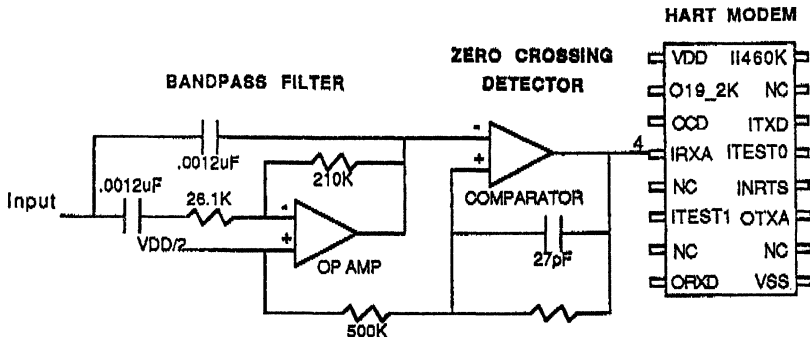 HART MODEM
ZERO CROSSING
DETECTOR
BANDPASS FILTER
VDD II460K
O19_2K NC
OCD ITXD
4
IRXA ITEST0
NC INRTS
ITEST1 OTXA
NC NC
ORXD VSS
.0012uF
-
+
210K
COMPARATOR
.0012uF
26.1K
Input
-
+
VDD/2
OP AMP
27pF
500K